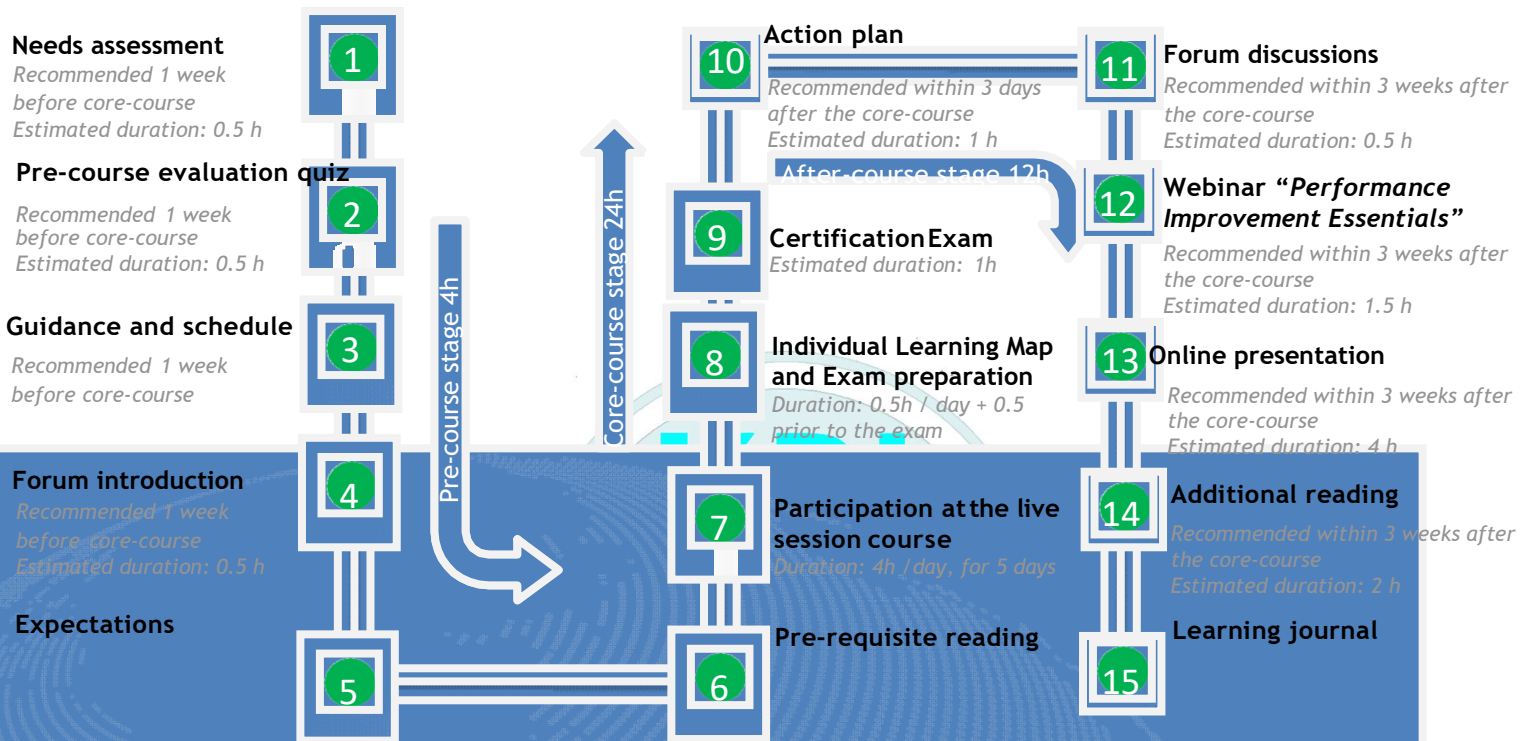 1
Needs assessment
Recommended 1 week
before core-course
Estimated duration: 0.5 h
2
Pre-course evaluation quiz
Recommended 1 week
before core-course
Estimated duration: 0.5 h
3
Guidance and schedule
Recommended 1 week
before core-course
4
Forum introduction
Recommended 1 week
before core-course
Estimated duration: 0.5 h
5
Expectations
Pre-course stage 4h
6
Pre-requisite reading
7
Participation at the live
session course
Duration: 4h /day, for 5 days
8
Individual Learning Map
and Exam preparation
Duration: 0.5h / day + 0.5
prior to the exam
9
Certification Exam
Estimated duration: 1h
Core-course stage 24h
10
Action plan
Recommended within 3 days
after the core-course
Estimated duration: 1 h
After-course stage 12h
11
Forum discussions
Recommended within 3 weeks after
the core-course
Estimated duration: 0.5 h
12
Webinar “Performance
Improvement Essentials”
Recommended within 3 weeks after
the core-course
Estimated duration: 1.5 h
13
Online presentation
Recommended within 3 weeks after
the core-course
Estimated duration: 4 h
14
Additional reading
Recommended within 3 weeks after
the core-course
Estimated duration: 2 h
15
Learning journal